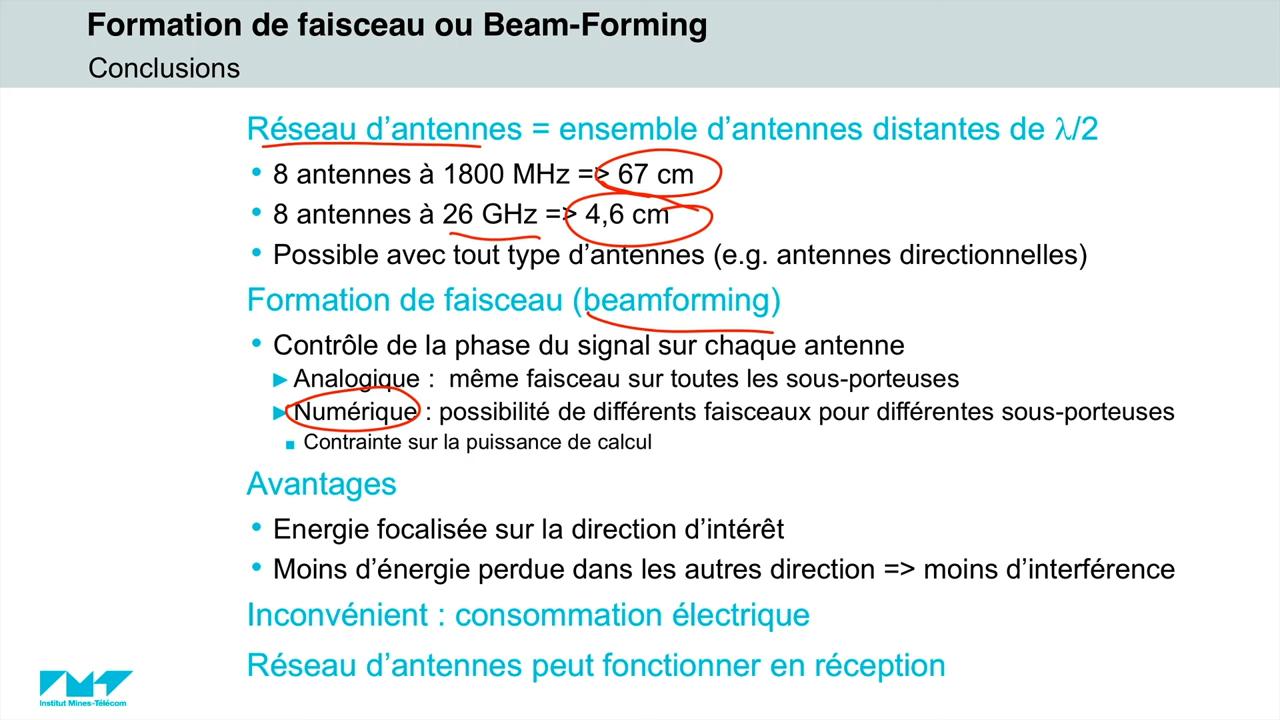 Formation de faisceau ou Beam-Forming
Conclusions
Réseau d'antennes = ensemble d'antennes distantes de λ/2
• 8 antennes à 1800 MHz => 67 cm
• 8 antennes à 26 GHz => 4,6 cm
• Possible avec tout type d'antennes (e.g. antennes directionnelles)
Formation de faisceau (beamforming)
• Contrôle de la phase du signal sur chaque antenne
► Analogique : même faisceau sur toutes les sous-porteuses
► Numérique : possibilité de différents faisceaux pour différentes sous-porteuses
■ Contrainte sur la puissance de calcul
Avantages
• Energie focalisée sur la direction d'intérêt
• Moins d'énergie perdue dans les autres direction => moins d'interférence
Inconvénient : consommation électrique
Réseau d'antennes peut fonctionner en réception
Institut Mines-Télécom